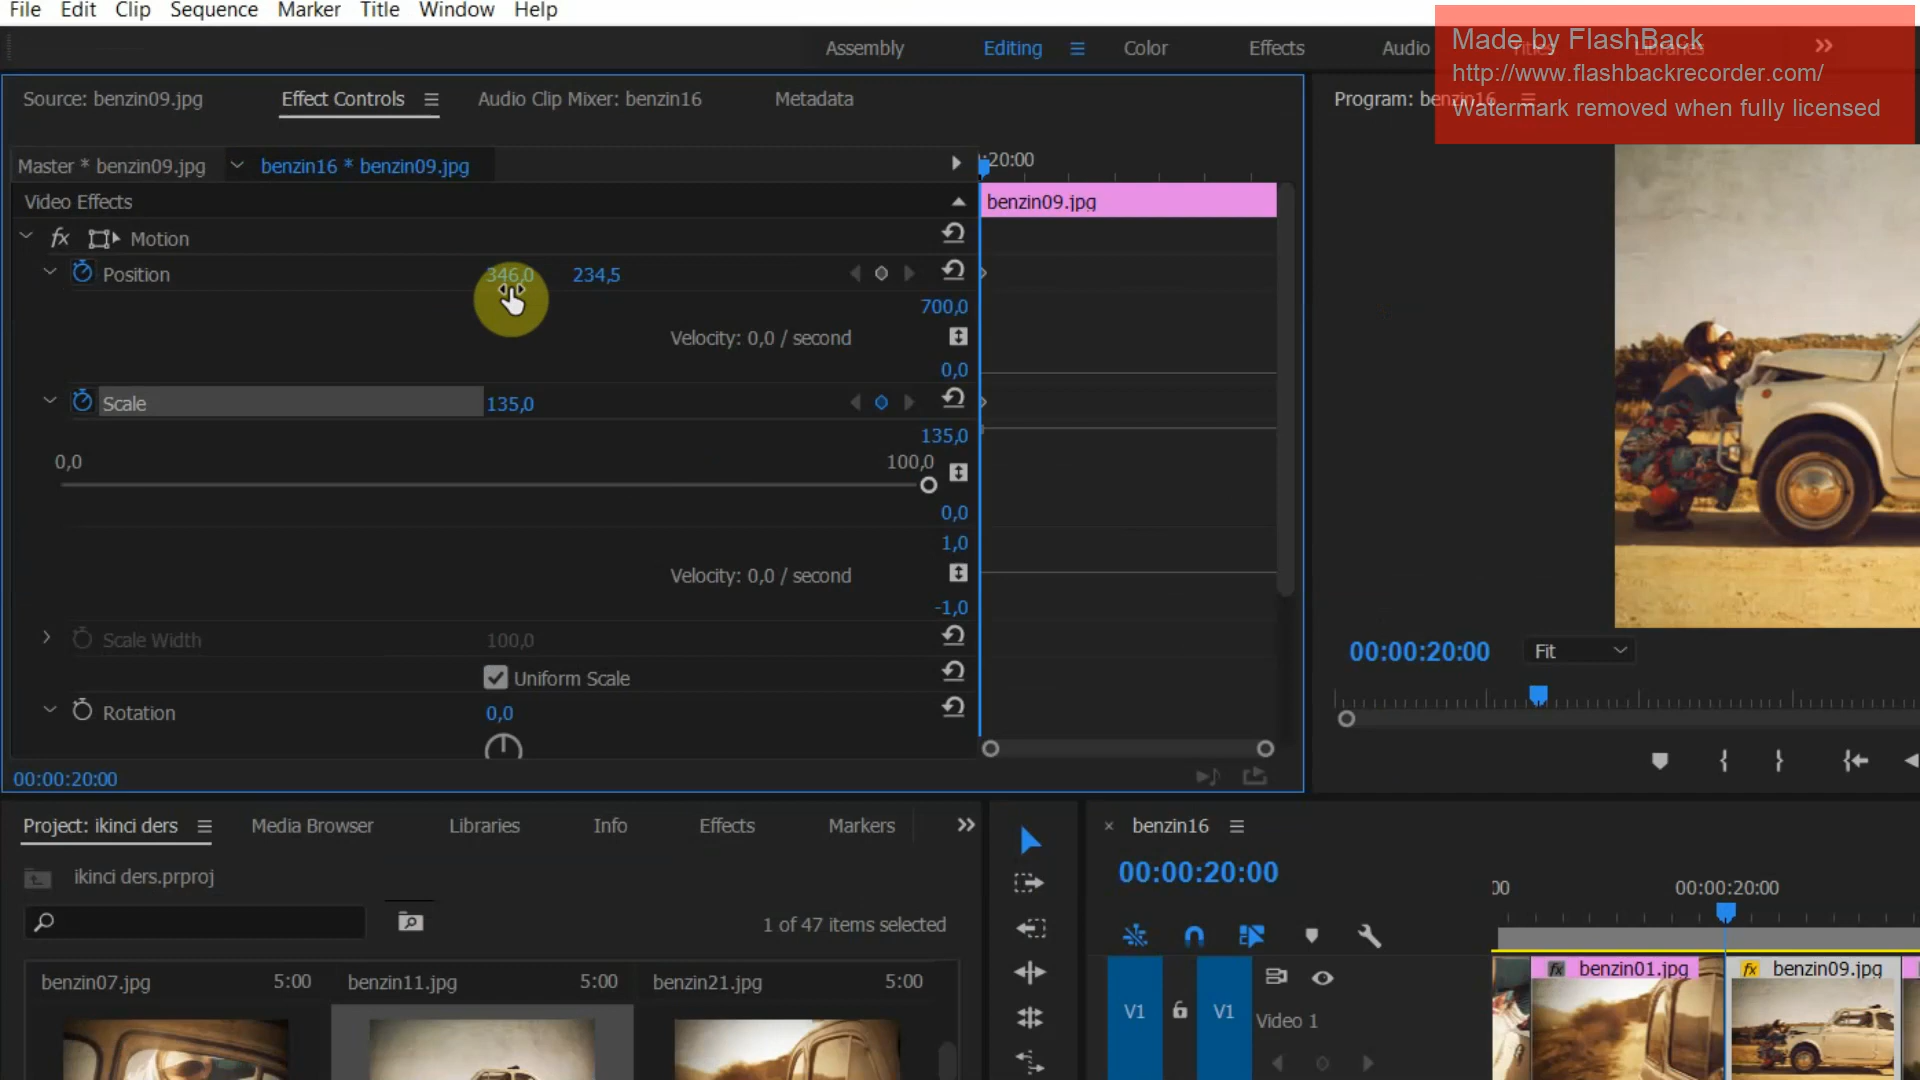 File Edit Clip Sequence Marker Title Window Help
Assembly Editing Color Effects Audio Titles Libraries
Made by FlashBack
http://www.flashbackrecorder.com/
Watermark removed when fully licensed
Source: benzin09.jpg Effect Controls Audio Clip Mixer: benzin16 Metadata
Program: benzin16
Master * benzin09.jpg benzin16 * benzin09.jpg
:20:00
Video Effects
benzin09.jpg
fx Motion
Position 346,0 234,5
700,0
Velocity: 0,0 / second
0,0
Scale 135,0
135,0
0,0 100,0
0,0
1,0
Velocity: 0,0 / second
-1,0
Scale Width 100,0
Uniform Scale
Rotation 0,0
00:00:20:00
00:00:20:00 Fit
Project: ikinci ders Media Browser Libraries Info Effects Markers
ikinci ders.prproj
1 of 47 items selected
benzin07.jpg 5:00 benzin11.jpg 5:00 benzin21.jpg 5:00
benzin16
00:00:20:00
00 00:00:20:00
fx benzin01.jpg fx benzin09.jpg
V1 V1 Video 1